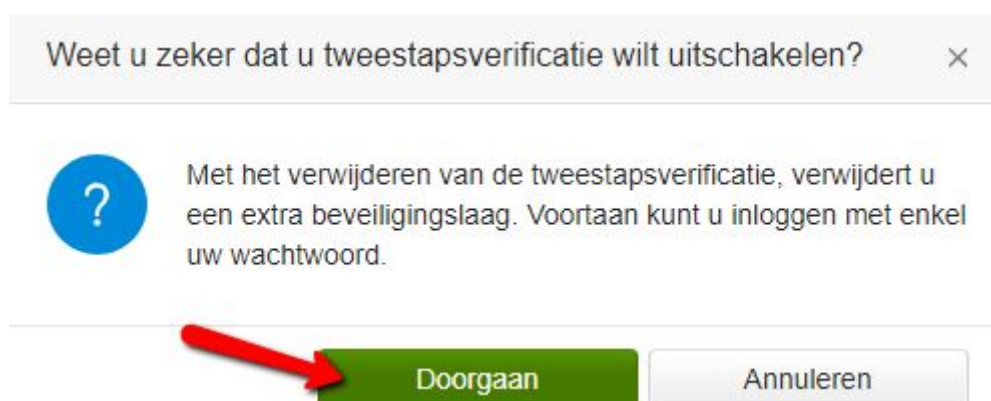 Weet u zeker dat u tweestapsverificatie wilt uitschakelen? ×
?
Met het verwijderen van de tweestapsverificatie, verwijdert u
een extra beveiligingslaag. Voortaan kunt u inloggen met enkel
uw wachtwoord.
Doorgaan Annuleren